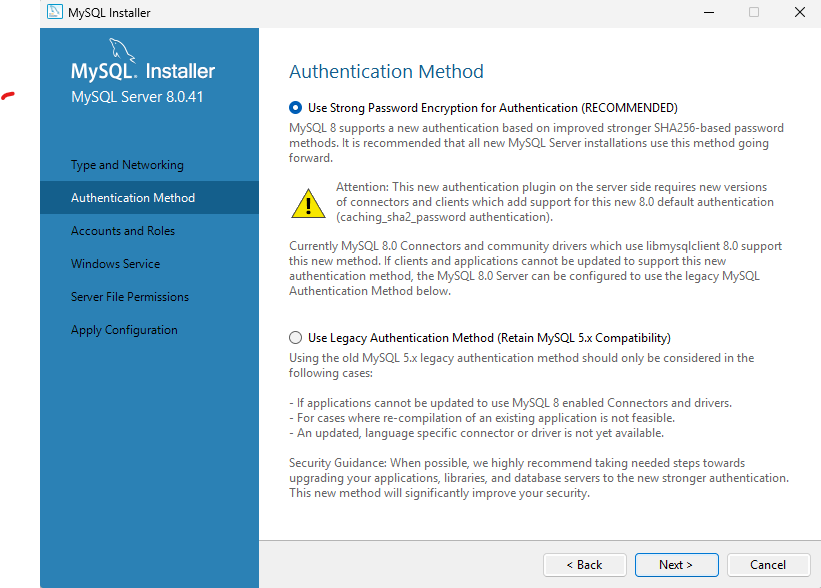 MySQL Installer
MySQL. Installer
MySQL Server 8.0.41
Type and Networking
Authentication Method
Accounts and Roles
Windows Service
Server File Permissions
Apply Configuration
Authentication Method
Use Strong Password Encryption for Authentication (RECOMMENDED)
MySQL 8 supports a new authentication based on improved stronger SHA256-based password
methods. It is recommended that all new MySQL Server installations use this method going
forward.
Attention: This new authentication plugin on the server side requires new versions
of connectors and clients which add support for this new 8.0 default authentication
(caching_sha2_password authentication).
Currently MySQL 8.0 Connectors and community drivers which use libmysqlclient 8.0 support
this new method. If clients and applications cannot be updated to support this new
authentication method, the MySQL 8.0 Server can be configured to use the legacy MySQL
Authentication Method below.
Use Legacy Authentication Method (Retain MySQL 5.x Compatibility)
Using the old MySQL 5.x legacy authentication method should only be considered in the
following cases:
- If applications cannot be updated to use MySQL 8 enabled Connectors and drivers.
- For cases where re-compilation of an existing application is not feasible.
- An updated, language specific connector or driver is not yet available.
Security Guidance: When possible, we highly recommend taking needed steps towards
upgrading your applications, libraries, and database servers to the new stronger authentication.
This new method will significantly improve your security.
< Back
Next >
Cancel